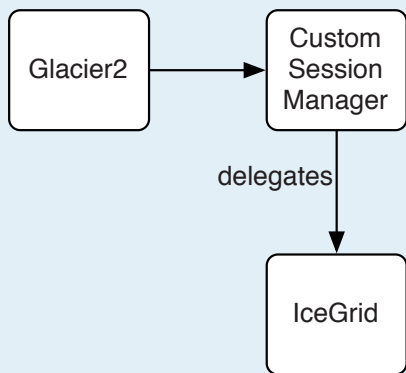 Glacier2
Custom
Session
Manager
delegates
IceGrid